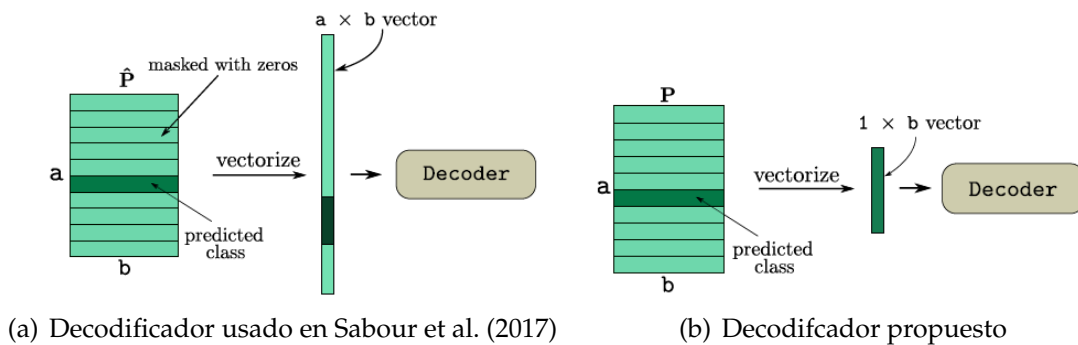 a × b vector
masked with zeros
P̂
a
vectorize
Decoder
predicted
class
b
(a) Decodificador usado en Sabour et al. (2017)
P
1 × b vector
a
vectorize
Decoder
predicted
class
b
(b) Decodifcador propuesto